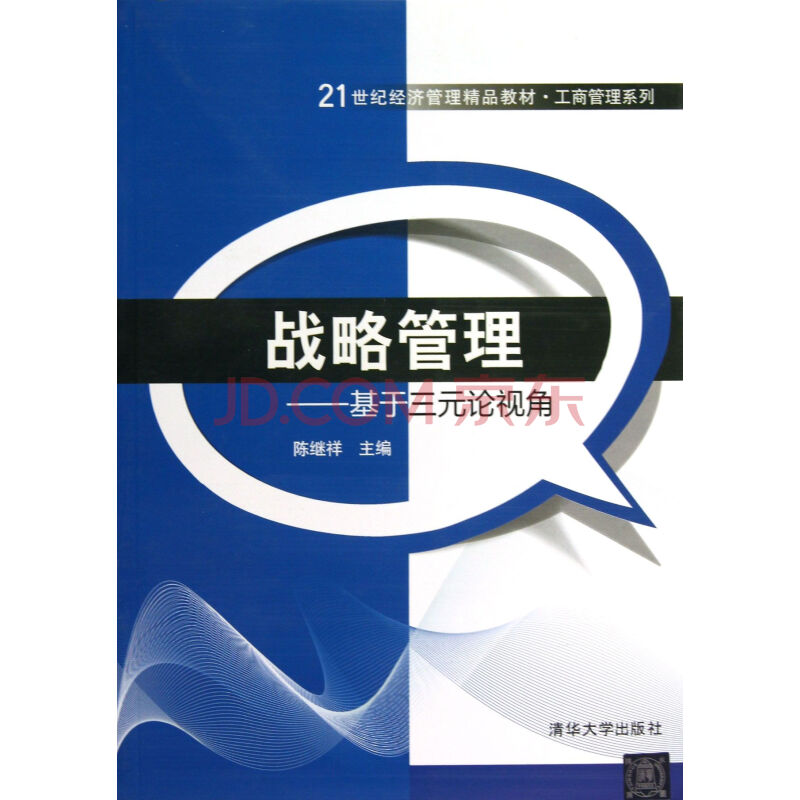 21世纪经济管理精品教材·工商管理系列
战略管理
——基于三元论视角
JD.COM 京东
陈继祥 主编
清华大学出版社